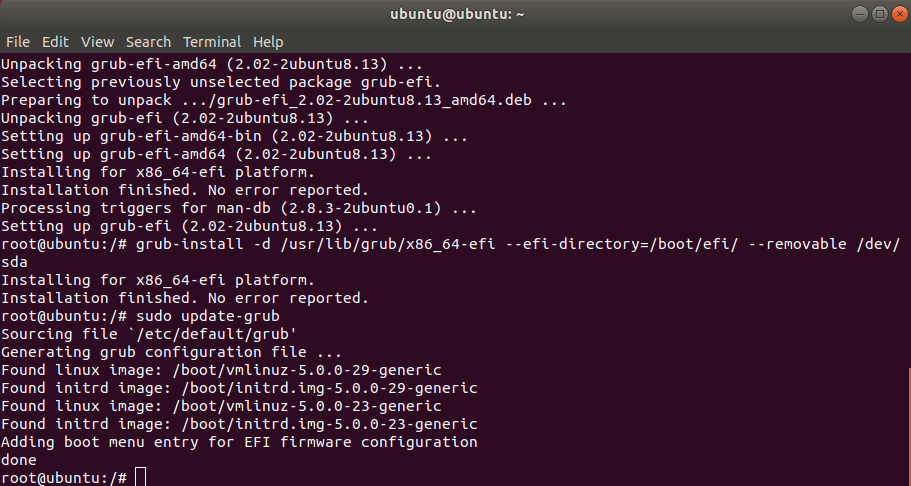 ubuntu@ubuntu: ~
File Edit View Search Terminal Help
Unpacking grub-efi-amd64 (2.02-2ubuntu8.13) ...
Selecting previously unselected package grub-efi.
Preparing to unpack .../grub-efi_2.02-2ubuntu8.13_amd64.deb ...
Unpacking grub-efi (2.02-2ubuntu8.13) ...
Setting up grub-efi-amd64-bin (2.02-2ubuntu8.13) ...
Setting up grub-efi-amd64 (2.02-2ubuntu8.13) ...
Installing for x86_64-efi platform.
Installation finished. No error reported.
Processing triggers for man-db (2.8.3-2ubuntu0.1) ...
Setting up grub-efi (2.02-2ubuntu8.13) ...
root@ubuntu:/# grub-install -d /usr/lib/grub/x86_64-efi --efi-directory=/boot/efi/ --removable /dev/
sda
Installing for x86_64-efi platform.
Installation finished. No error reported.
root@ubuntu:/# sudo update-grub
Sourcing file `/etc/default/grub'
Generating grub configuration file ...
Found linux image: /boot/vmlinuz-5.0.0-29-generic
Found initrd image: /boot/initrd.img-5.0.0-29-generic
Found linux image: /boot/vmlinuz-5.0.0-23-generic
Found initrd image: /boot/initrd.img-5.0.0-23-generic
Adding boot menu entry for EFI firmware configuration
done
root@ubuntu:/#